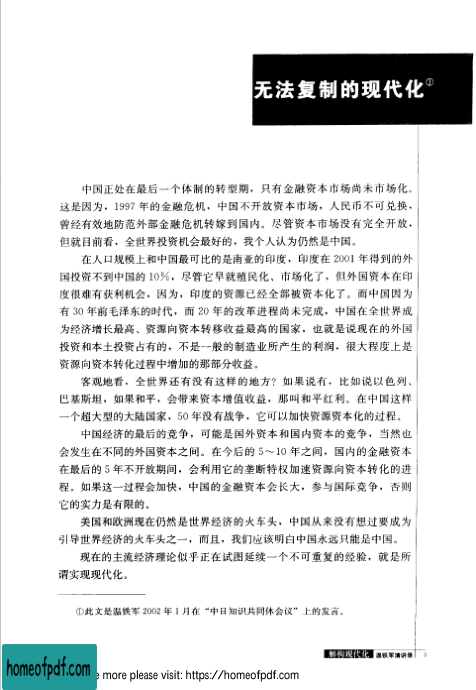 无法复制的现代化①
中国正处在最后一个体制的转型期，只有金融资本市场尚未市场化。
这是因为，1997 年的金融危机，中国不开放资本市场，人民币不可兑换，
曾经有效地防范外部金融危机转嫁到国内。尽管资本市场没有完全开放，
但就目前看，全世界投资机会最好的，我个人认为仍然是中国。
在人口规模上和中国最可比的是南亚的印度，印度在 2001 年得到的外
国投资不到中国的 10%，尽管它早就殖民化、市场化了，但外国资本在印
度很难有获利机会，因为，印度的资源已经全部被资本化了。而中国因为
有 30 年前毛泽东的时代，而 20 年的改革进程尚未完成，中国在全世界成
为经济增长最高、资源向资本转移收益最高的国家，也就是说现在的外国
投资和本土投资占有的，不是一般的制造业所产生的利润，很大程度上是
资源向资本转化过程中增加的那部分收益。
客观地看，全世界还有没有这样的地方？如果说有，比如说以色列、
巴基斯坦，如果和平，会带来资本增值收益，那叫和平红利。在中国这样
一个超大型的大陆国家，50 年没有战争，它可以加快资源资本化的过程。
中国经济的最后的竞争，可能是国外资本和国内资本的竞争，当然也
会发生在不同的外国资本之间。在今后的 5～10 年之间，国内的金融资本
在最后的 5 年不开放期间，会利用它的垄断特权加速资源向资本转化的进
程。如果这一过程会加快，中国的金融资本会长大，参与国际竞争，否则
它的实力是有限的。
美国和欧洲现在仍然是世界经济的火车头，中国从来没有想过要成为
引导世界经济的火车头之一，而且，我们应该明白中国永远只能是中国。
现在的主流经济理论似乎正在试图延续一个不可重复的经验，就是所
谓实现现代化。
①此文是温铁军 2002 年 1 月在“中日知识共同体会议”上的发言。
解构现代化 温铁军演讲录 3
homeofpdf.com
e more please visit: https://homeofpdf.com